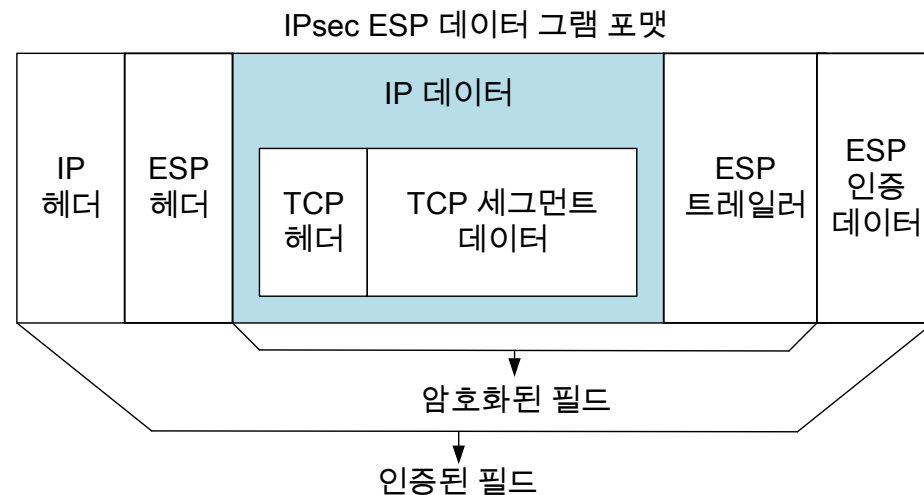 IPsec ESP 데이터 그램 포맷
IP 데이터
IP
헤더
ESP
헤더
TCP
헤더
TCP 세그먼트
데이터
ESP
트레일러
ESP
인증
데이터
암호화된 필드
인증된 필드